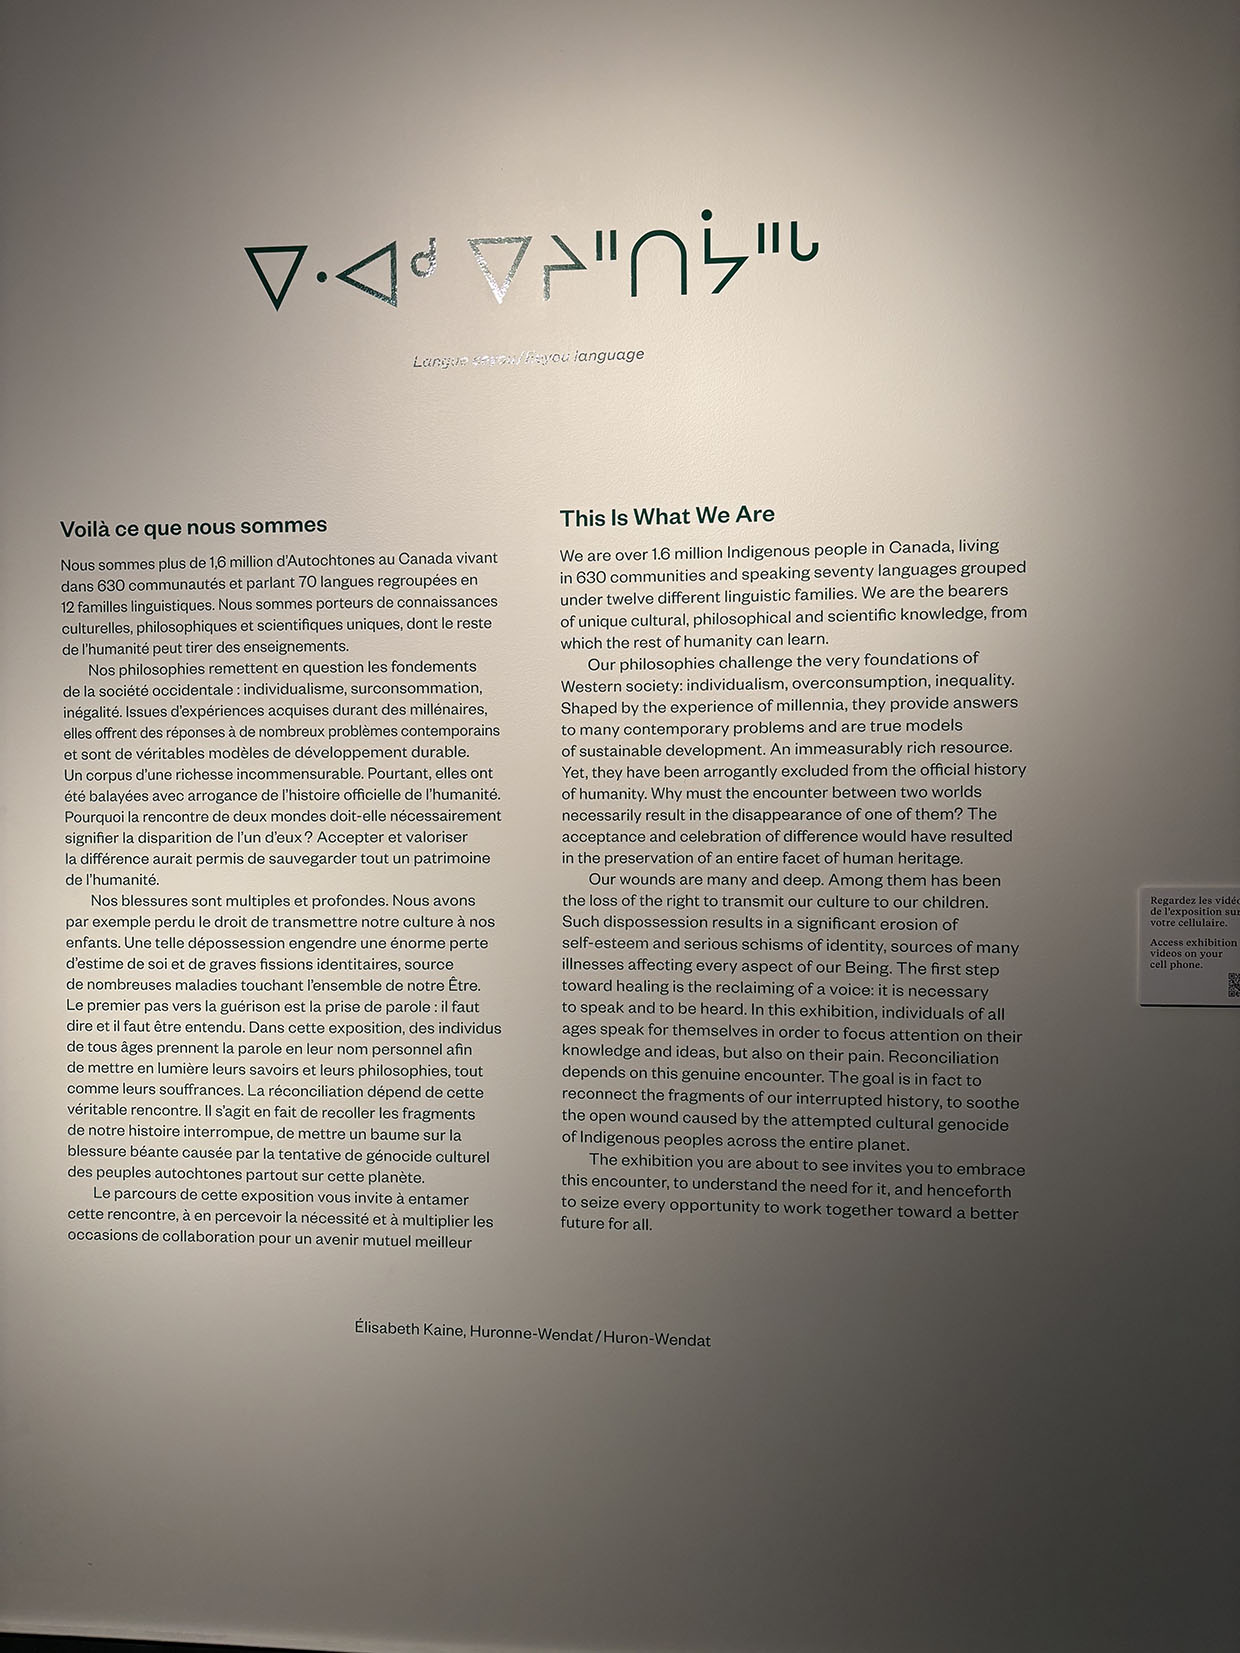 ᐁ·ᐊᑯ ᐁᔨᐦᑎᔮᐦᒡ
Langue /  language
Voilà ce que nous sommes
Nous sommes plus de 1,6 million d'Autochtones au Canada vivant
dans 630 communautés et parlant 70 langues regroupées en
12 familles linguistiques. Nous sommes porteurs de connaissances
culturelles, philosophiques et scientifiques uniques, dont le reste
de l'humanité peut tirer des enseignements.
Nos philosophies remettent en question les fondements
de la société occidentale : individualisme, surconsommation,
inégalité. Issues d'expériences acquises durant des millénaires,
elles offrent des réponses à de nombreux problèmes contemporains
et sont de véritables modèles de développement durable.
Un corpus d'une richesse incommensurable. Pourtant, elles ont
été balayées avec arrogance de l'histoire officielle de l'humanité.
Pourquoi la rencontre de deux mondes doit-elle nécessairement
signifier la disparition de l'un d'eux ? Accepter et valoriser
la différence aurait permis de sauvegarder tout un patrimoine
de l'humanité.
Nos blessures sont multiples et profondes. Nous avons
par exemple perdu le droit de transmettre notre culture à nos
enfants. Une telle dépossession engendre une énorme perte
d'estime de soi et de graves fissions identitaires, source
de nombreuses maladies touchant l'ensemble de notre Être.
Le premier pas vers la guérison est la prise de parole : il faut
dire et il faut être entendu. Dans cette exposition, des individus
de tous âges prennent la parole en leur nom personnel afin
de mettre en lumière leurs savoirs et leurs philosophies, tout
comme leurs souffrances. La réconciliation dépend de cette
véritable rencontre. Il s'agit en fait de recoller les fragments
de notre histoire interrompue, de mettre un baume sur la
blessure béante causée par la tentative de génocide culturel
des peuples autochtones partout sur cette planète.
Le parcours de cette exposition vous invite à entamer
cette rencontre, à en percevoir la nécessité et à multiplier les
occasions de collaboration pour un avenir mutuel meilleur
This Is What We Are
We are over 1.6 million Indigenous people in Canada, living
in 630 communities and speaking seventy languages grouped
under twelve different linguistic families. We are the bearers
of unique cultural, philosophical and scientific knowledge, from
which the rest of humanity can learn.
Our philosophies challenge the very foundations of
Western society: individualism, overconsumption, inequality.
Shaped by the experience of millennia, they provide answers
to many contemporary problems and are true models
of sustainable development. An immeasurably rich resource.
Yet, they have been arrogantly excluded from the official history
of humanity. Why must the encounter between two worlds
necessarily result in the disappearance of one of them? The
acceptance and celebration of difference would have resulted
in the preservation of an entire facet of human heritage.
Our wounds are many and deep. Among them has been
the loss of the right to transmit our culture to our children.
Such dispossession results in a significant erosion of
self-esteem and serious schisms of identity, sources of many
illnesses affecting every aspect of our Being. The first step
toward healing is the reclaiming of a voice: it is necessary
to speak and to be heard. In this exhibition, individuals of all
ages speak for themselves in order to focus attention on their
knowledge and ideas, but also on their pain. Reconciliation
depends on this genuine encounter. The goal is in fact to
reconnect the fragments of our interrupted history, to soothe
the open wound caused by the attempted cultural genocide
of Indigenous peoples across the entire planet.
The exhibition you are about to see invites you to embrace
this encounter, to understand the need for it, and henceforth
to seize every opportunity to work together toward a better
future for all.
Élisabeth Kaine, Huronne-Wendat / Huron-Wendat
Regardez les
de l'exposition
votre cellulaire.
Access exhibition
videos on your
cell phone.